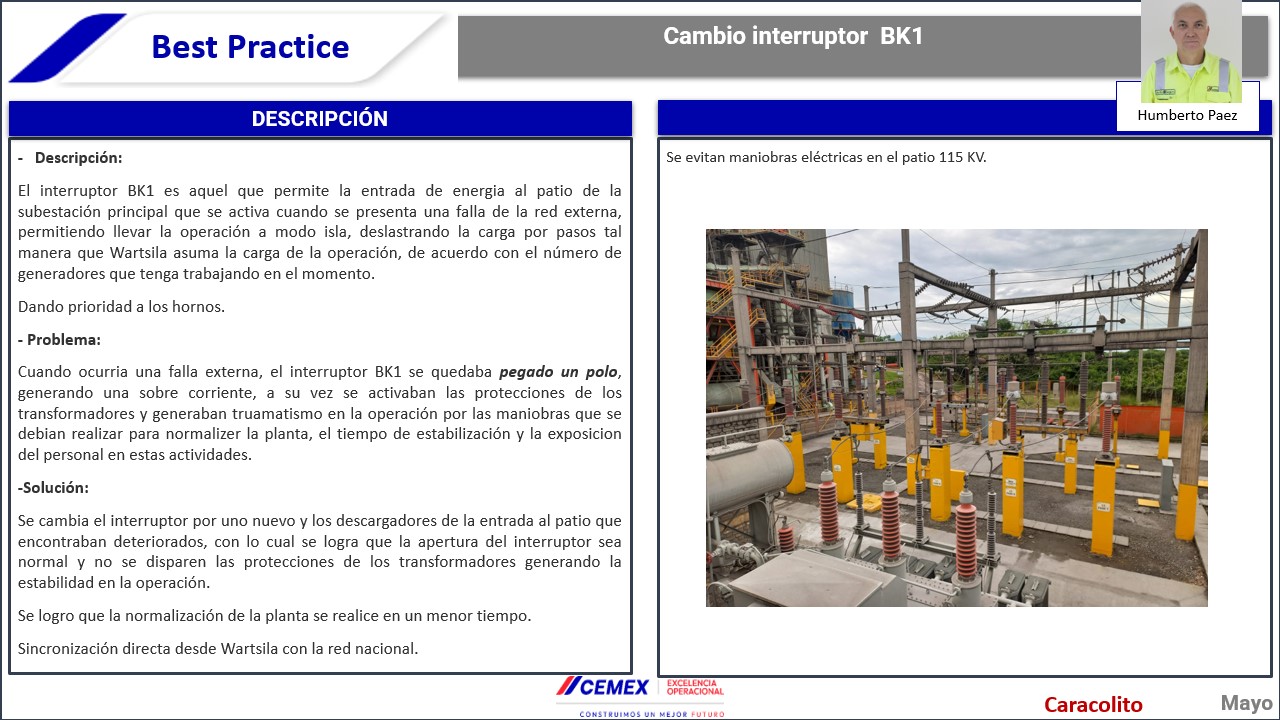 Best Practice
Cambio interruptor BK1
Humberto Paez
DESCRIPCIÓN
- Descripción:
El interruptor BK1 es aquel que permite la entrada de energia al patio de la
subestación principal que se activa cuando se presenta una falla de la red externa,
permitiendo llevar la operación a modo isla, deslastrando la carga por pasos tal
manera que Wartsila asuma la carga de la operación, de acuerdo con el número de
generadores que tenga trabajando en el momento.
Dando prioridad a los hornos.
- Problema:
Cuando ocurria una falla externa, el interruptor BK1 se quedaba pegado un polo,
generando una sobre corriente, a su vez se activaban las protecciones de los
transformadores y generaban truamatismo en la operación por las maniobras que se
debian realizar para normalizer la planta, el tiempo de estabilización y la exposicion
del personal en estas actividades.
-Solución:
Se cambia el interruptor por uno nuevo y los descargadores de la entrada al patio que
encontraban deteriorados, con lo cual se logra que la apertura del interruptor sea
normal y no se disparen las protecciones de los transformadores generando la
estabilidad en la operación.
Se logro que la normalización de la planta se realice en un menor tiempo.
Sincronización directa desde Wartsila con la red nacional.
Se evitan maniobras eléctricas en el patio 115 KV.
CEMEX
EXCELENCIA
OPERACIONAL
CONSTRUIMOS UN MEJOR FUTURO
Caracolito
Mayo